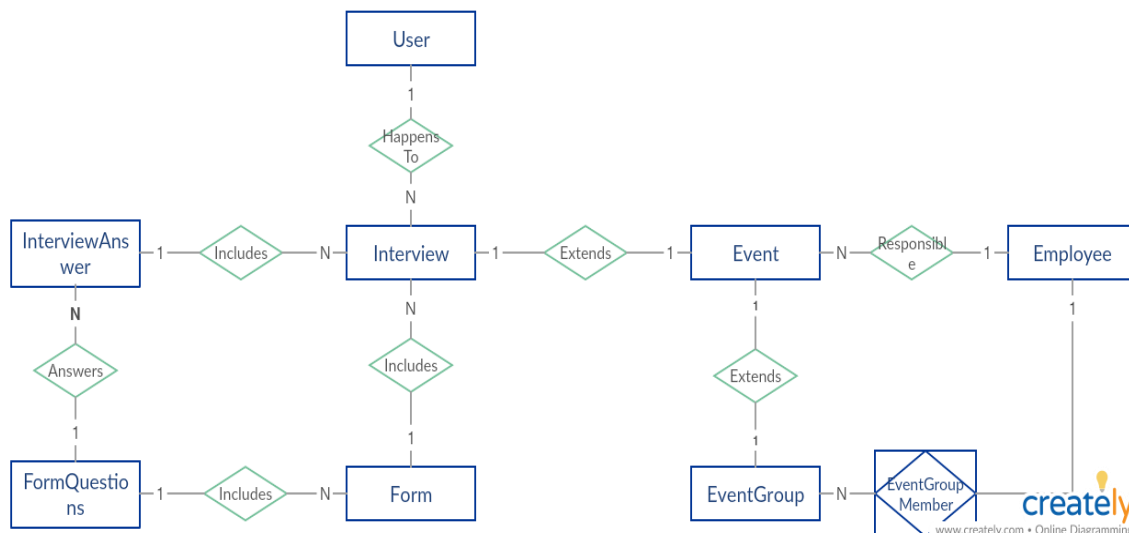 User
1
Happens
To
N
InterviewAns
wer
1
Includes
N
Interview
1
Extends
1
Event
N
Responsibl
e
1
Employee
N
Answers
1
N
Includes
1
1
Extends
1
1
FormQuestio
ns
1
Includes
N
Form
EventGroup
N
EventGroup
Member
creately
www.creately.com • Online Diagramming